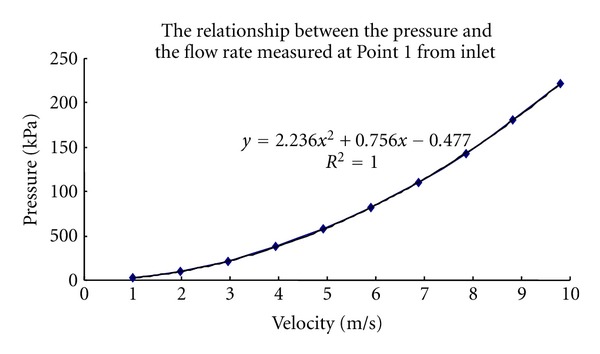 The relationship between the pressure and
the flow rate measured at Point 1 from inlet
250
200
150
100
500
0
Pressure (kPa)
y = 2.236x² + 0.756x − 0.477
R² = 1
0 1 2 3 4 5 6 7 8 9 10
Velocity (m/s)